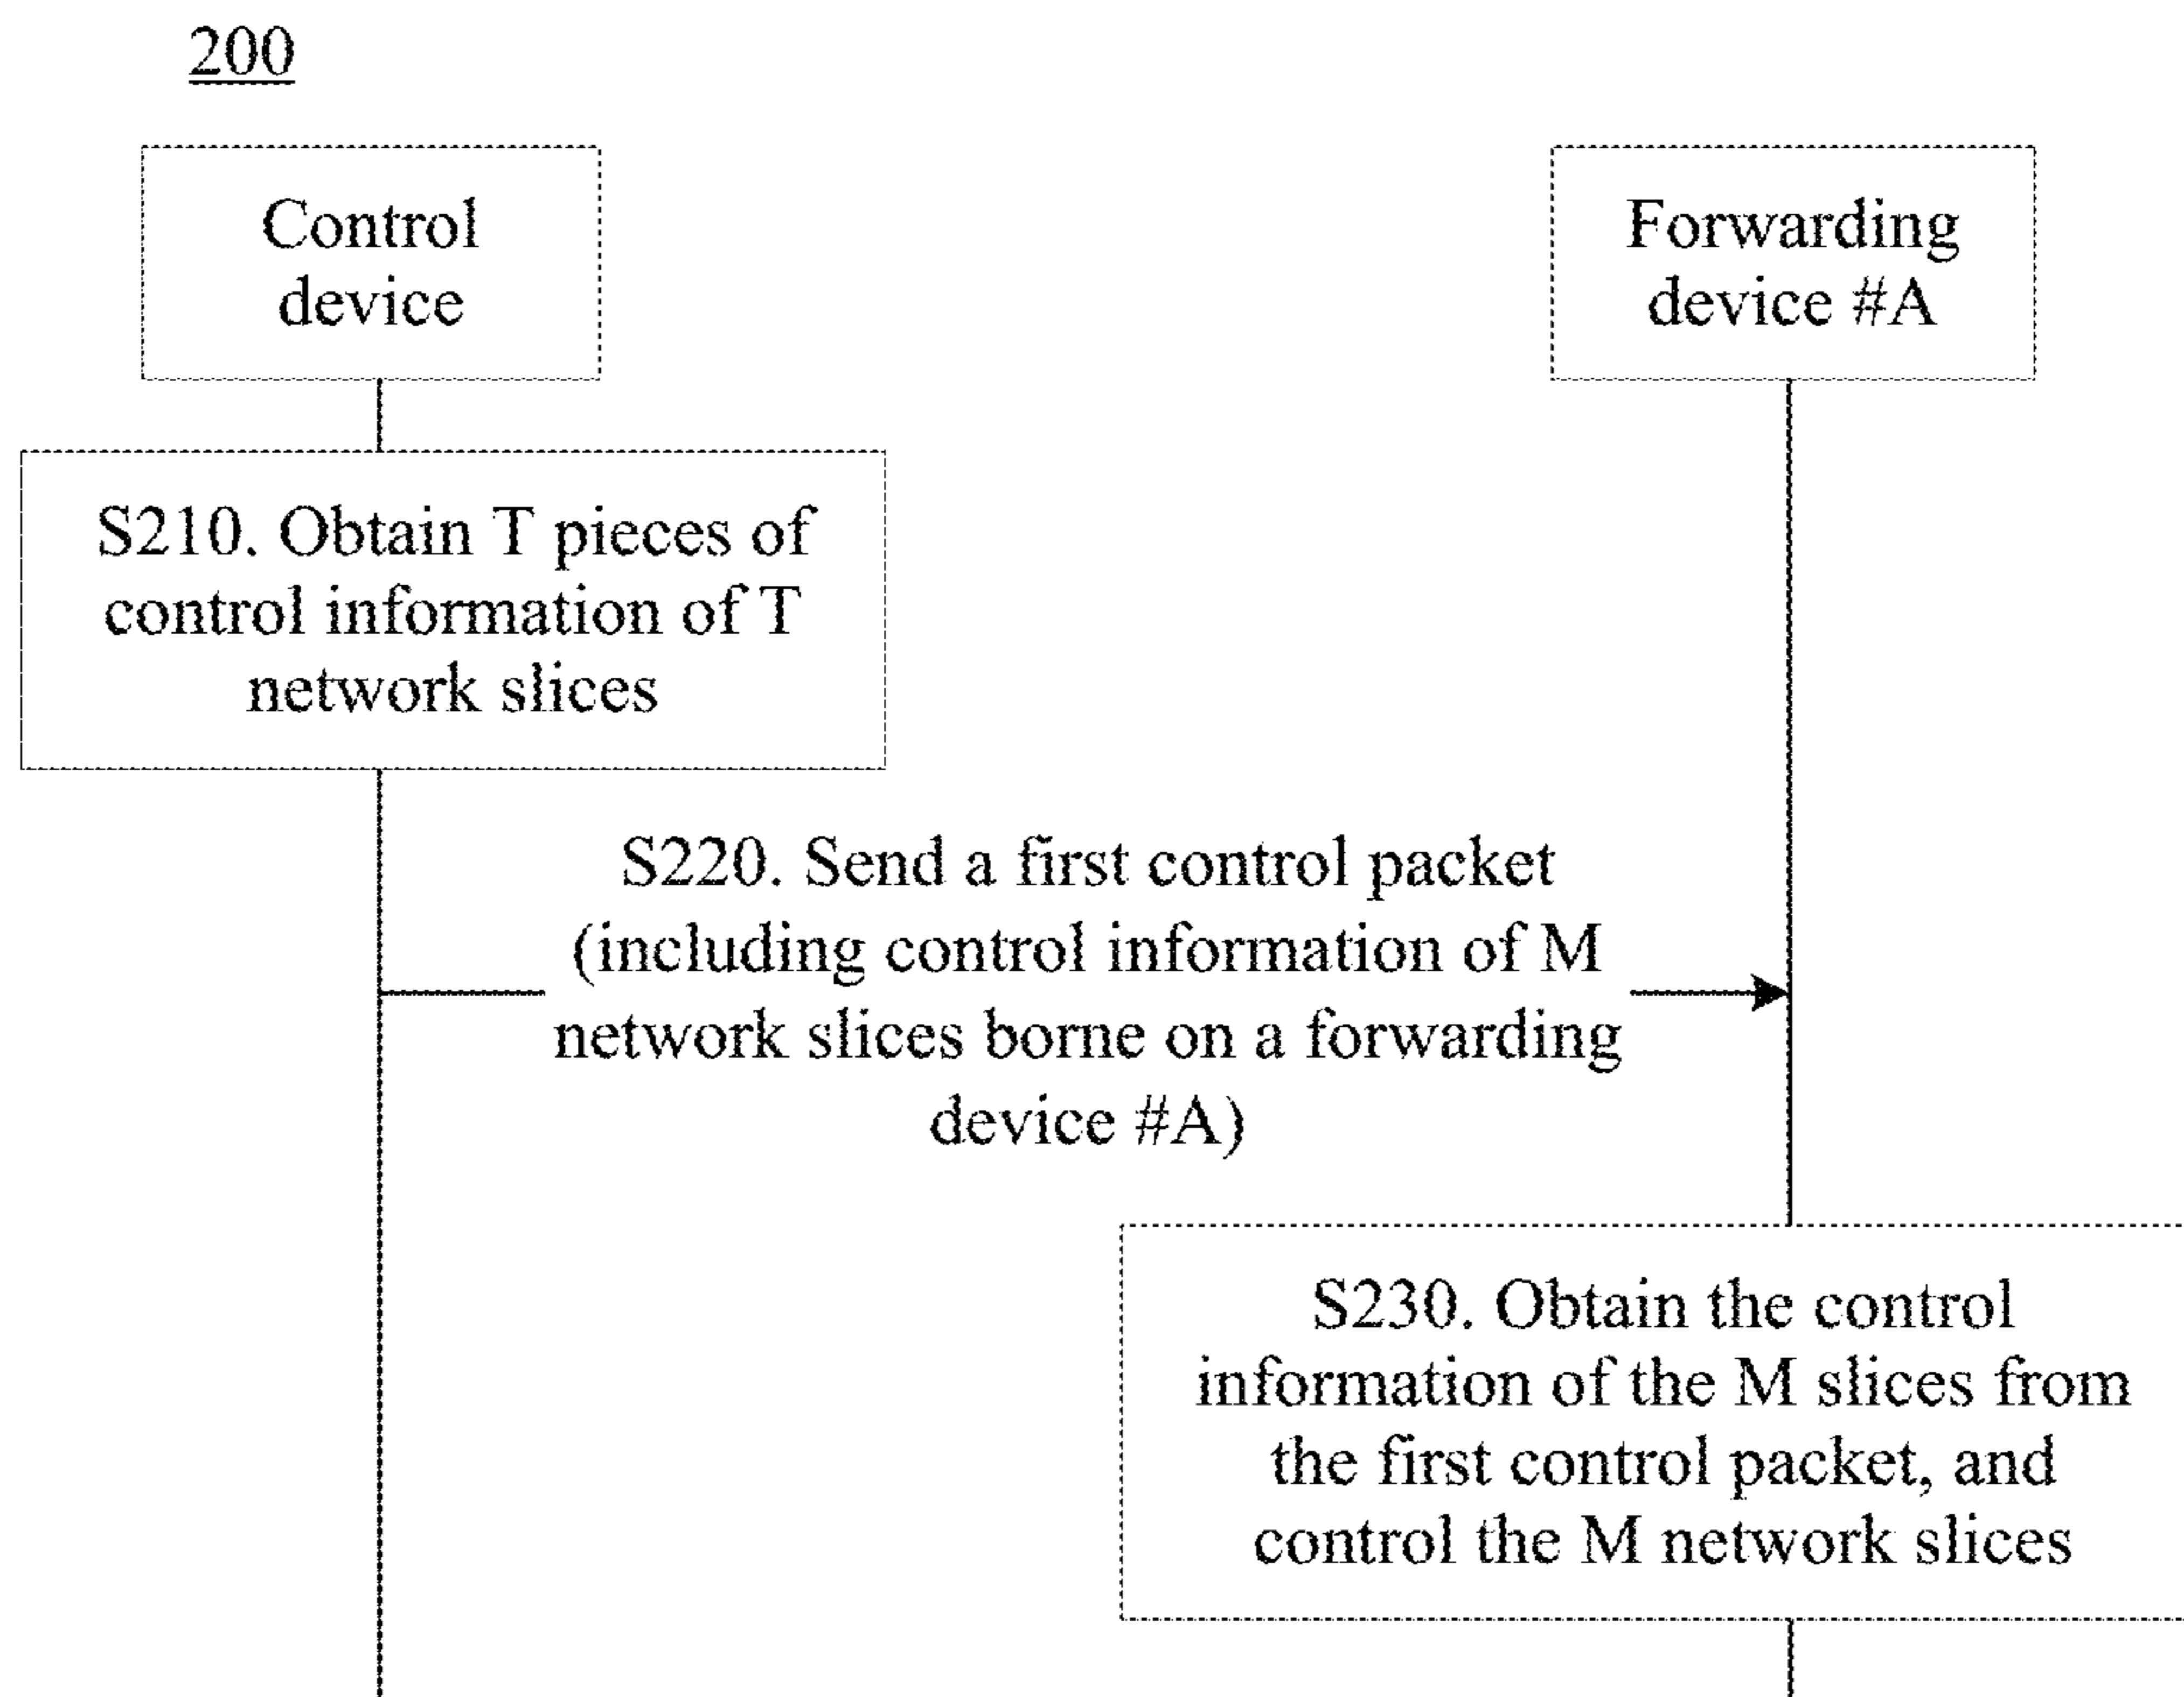 200
Control
device
Forwarding
device #A
S210. Obtain T pieces of
control information of T
network slices
S220. Send a first control packet
(including control information of M
network slices borne on a forwarding
device #A)
S230. Obtain the control
information of the M slices from
the first control packet, and
control the M network slices